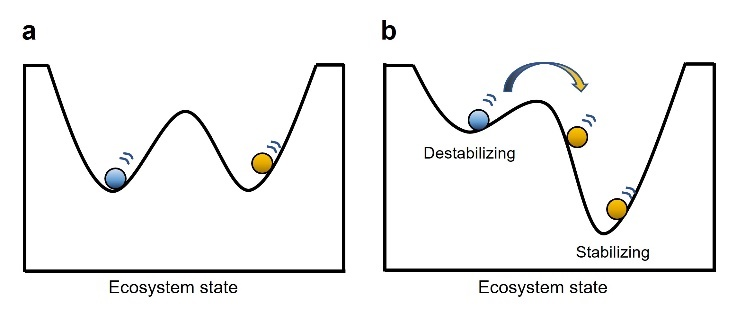 a
b
Destabilizing
Stabilizing
Ecosystem state
Ecosystem state